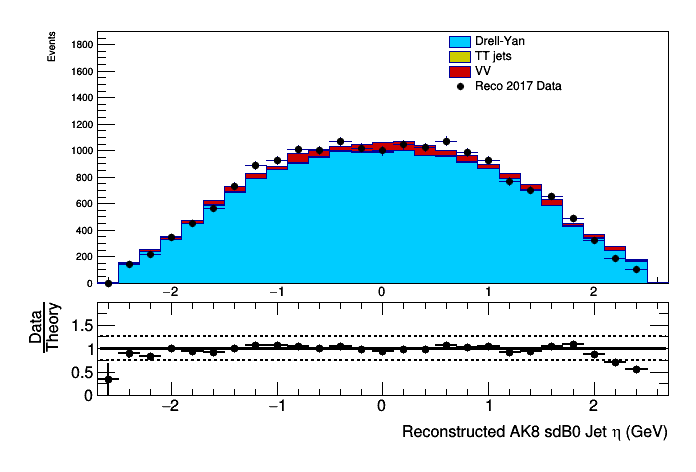 Events
1800
1600
1400
1200
1000
800
600
400
200
0
Drell-Yan
TT jets
VV
Reco 2017 Data
−2 −1 0 1 2
Data
Theory
1.5
1
0.5
0
−2 −1 0 1 2
Reconstructed AK8 sdB0 Jet η (GeV)